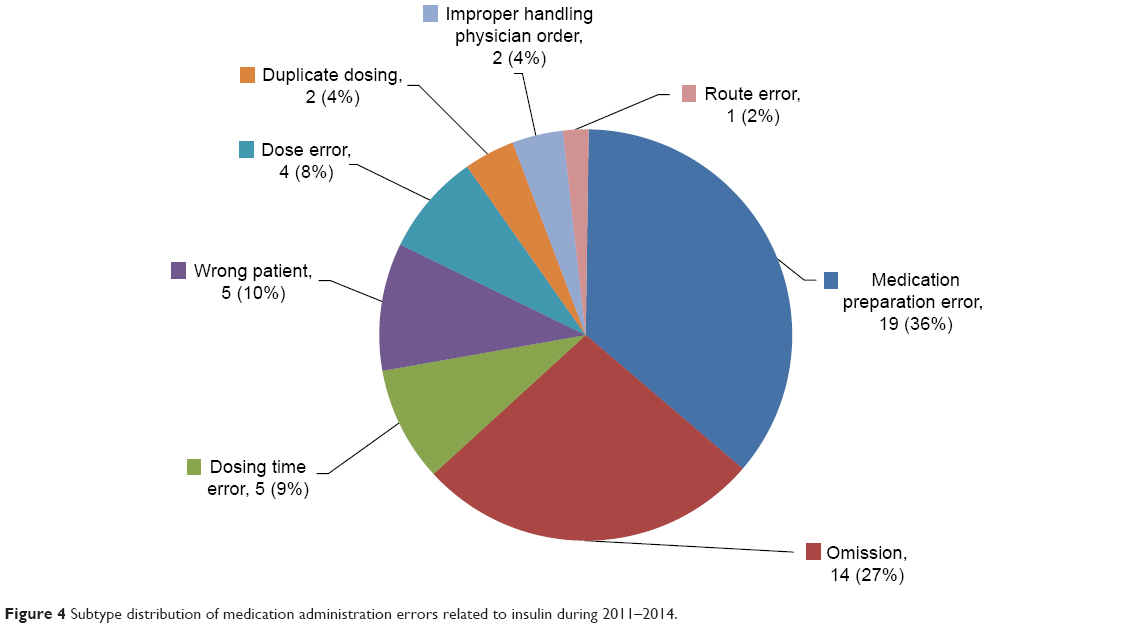 Improper handling
physician order,
2 (4%)
Duplicate dosing,
2 (4%)
Route error,
1 (2%)
Dose error,
4 (8%)
Wrong patient,
5 (10%)
Medication
preparation error,
19 (36%)
Dosing time
error, 5 (9%)
Omission,
14 (27%)
Figure 4 Subtype distribution of medication administration errors related to insulin during 2011–2014.